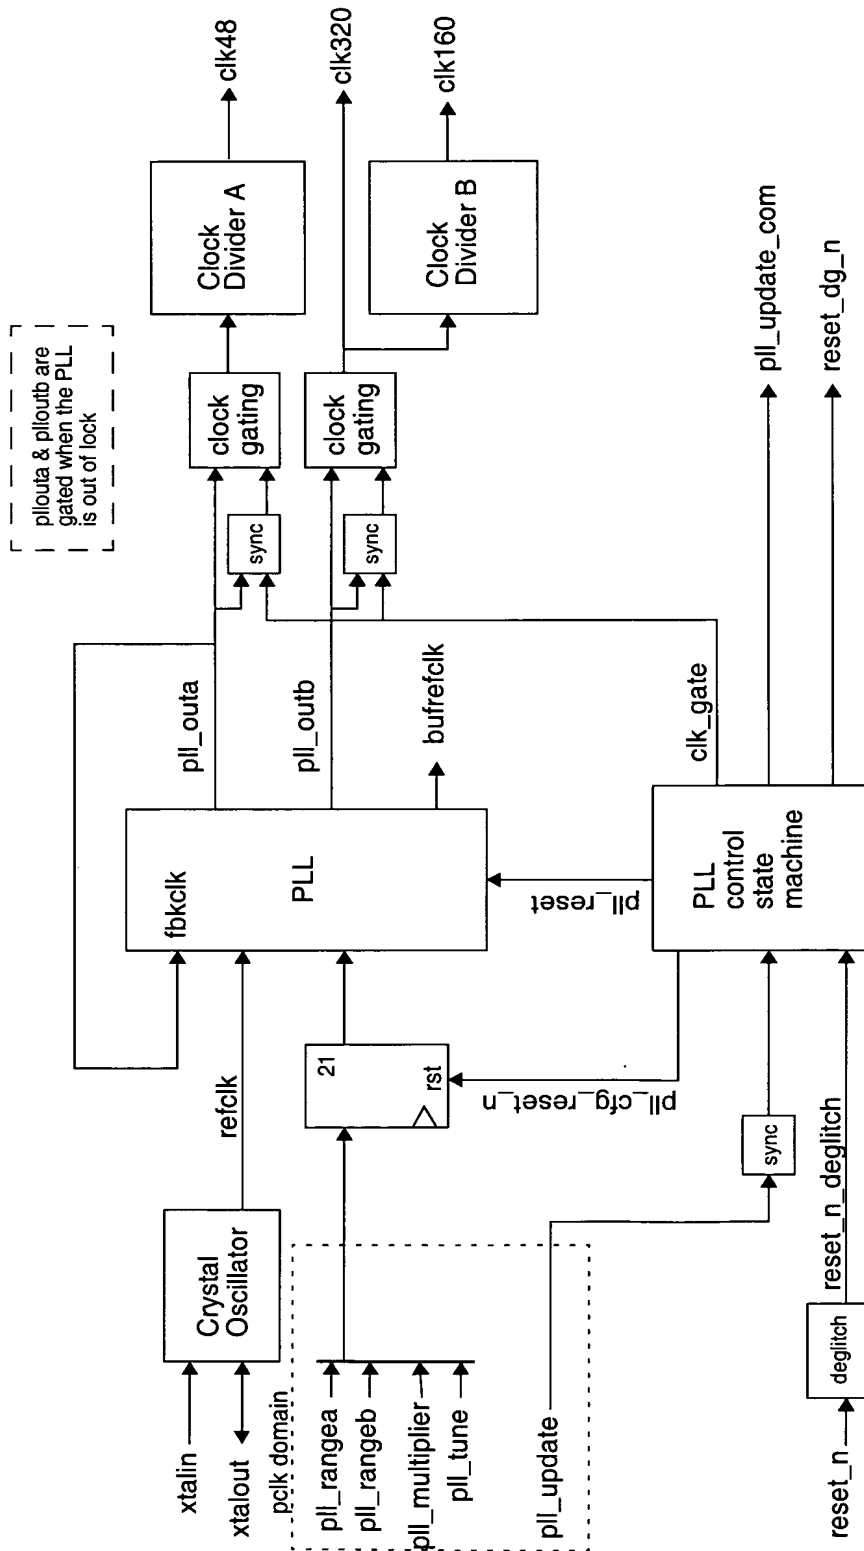 pllouta & plloutb are
gated when the PLL
is out of lock
xtalin
xtalout
Crystal
Oscillator
refclk
fbkclk
PLL
pll_outa
pll_outb
bufrefclk
sync
sync
clock
gating
clock
gating
Clock
Divider A
Clock
Divider B
clk48
clk320
clk160
pclk domain
pll_rangea
pll_rangeb
pll_multiplier
pll_tune
pll_update
21
rst
pll_cfg_reset_n
pll_reset
clk_gate
sync
reset_n
deglitch
reset_n_deglitch
PLL
control
state
machine
pll_update_com
reset_dg_n